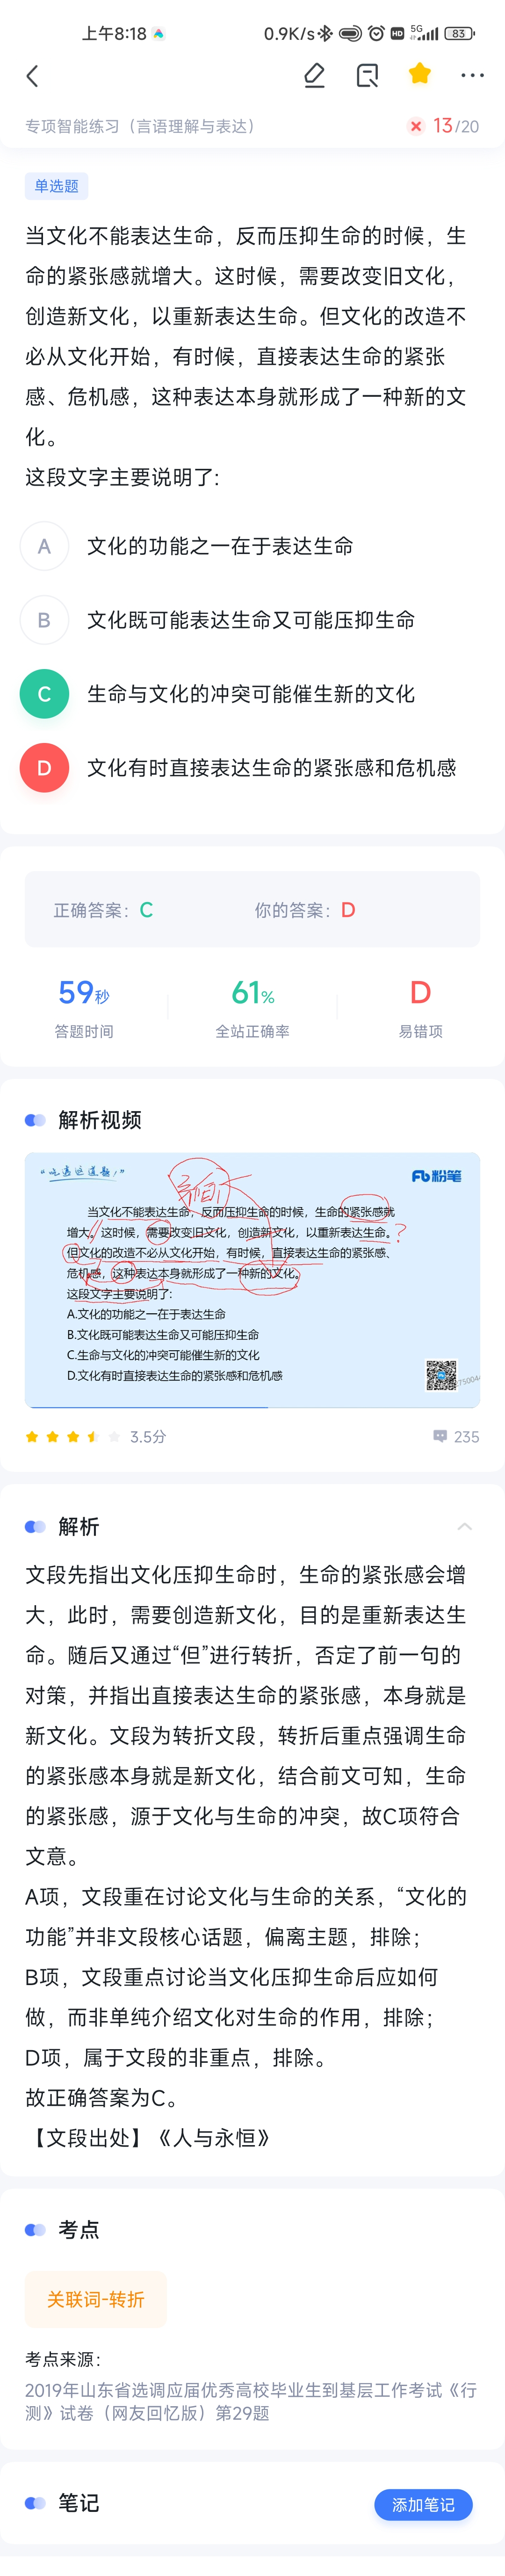 上午8:18
0.9K/s
HD
5G
83
专项智能练习（言语理解与表达）
13/20
单选题
当文化不能表达生命，反而压抑生命的时候，生
命的紧张感就增大。这时候，需要改变旧文化，
创造新文化，以重新表达生命。但文化的改造不
必从文化开始，有时候，直接表达生命的紧张
感、危机感，这种表达本身就形成了一种新的文
化。
这段文字主要说明了:
A 文化的功能之一在于表达生命
B 文化既可能表达生命又可能压抑生命
C 生命与文化的冲突可能催生新的文化
D 文化有时直接表达生命的紧张感和危机感
正确答案：C
你的答案：D
59秒
61%
D
答题时间
全站正确率
易错项
解析视频
粉笔
当文化不能表达生命，反而压抑生命的时候，生命的紧张感就
增大。这时候，需要改变旧文化，创造新文化，以重新表达生命。
但文化的改造不必从文化开始，有时候，直接表达生命的紧张感、
危机感，这种表达本身就形成了一种新的文化。
这段文字主要说明了:
A.文化的功能之一在于表达生命
B.文化既可能表达生命又可能压抑生命
C.生命与文化的冲突可能催生新的文化
D.文化有时直接表达生命的紧张感和危机感
3.5分
235
解析
文段先指出文化压抑生命时，生命的紧张感会增
大，此时，需要创造新文化，目的是重新表达生
命。随后又通过“但”进行转折，否定了前一句的
对策，并指出直接表达生命的紧张感，本身就是
新文化。文段为转折文段，转折后重点强调生命
的紧张感本身就是新文化，结合前文可知，生命
的紧张感，源于文化与生命的冲突，故C项符合
文意。
A项，文段重在讨论文化与生命的关系，“文化的
功能”并非文段核心话题，偏离主题，排除；
B项，文段重点讨论当文化压抑生命后应如何
做，而非单纯介绍文化对生命的作用，排除；
D项，属于文段的非重点，排除。
故正确答案为C。
【文段出处】《人与永恒》
考点
关联词-转折
考点来源：
2019年山东省选调应届优秀高校毕业生到基层工作考试《行
测》试卷（网友回忆版）第29题
笔记
添加笔记